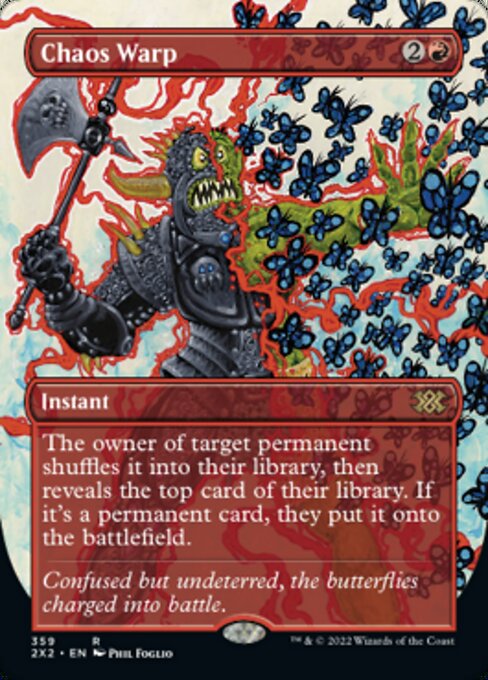 Chaos Warp 2
Instant
The owner of target permanent
shuffles it into their library, then
reveals the top card of their library. If
it's a permanent card, they put it onto
the battlefield.
Confused but undeterred, the butterflies
charged into battle.
359 R
2X2 • EN Phil Foglio
™ & © 2022 Wizards of the Coast